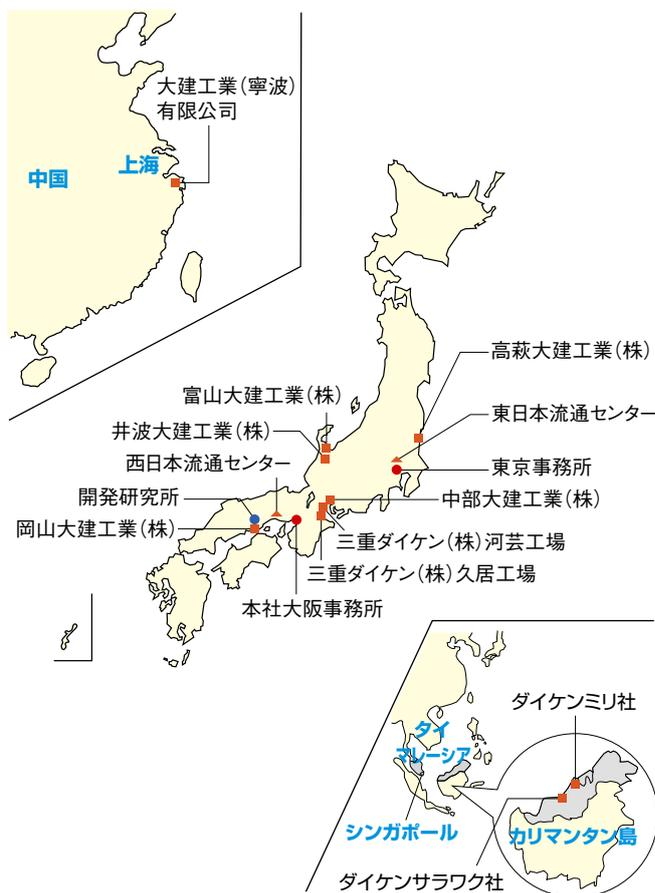 大建工業（寧波）
有限公司
上海
中国
高萩大建工業（株）
富山大建工業（株）
東日本流通センター
井波大建工業（株）
西日本流通センター
東京事務所
開発研究所
中部大建工業（株）
岡山大建工業（株）
三重ダイケン（株）河芸工場
三重ダイケン（株）久居工場
本社大阪事務所
ダイケンミリ社
タイ
マレーシア
シンガポール
カリマンタン島
ダイケンサラワク社